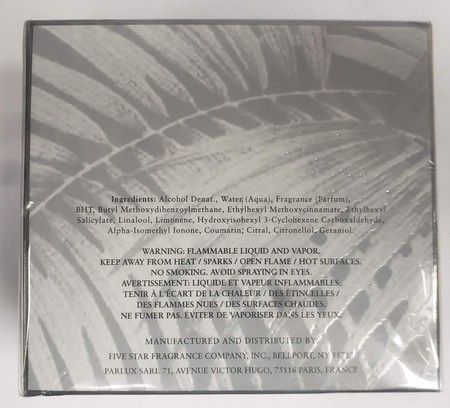 Ingredients: Alcohol Denat., Water (Aqua), Fragrance (Parfum),
BHT, Butyl Methoxydibenzoylmethane, Ethylhexyl Methoxycinnamate, Ethylhexyl
Salicylate, Linalool, Limonene, Hydroxyisohexyl 3-Cyclohexene Carboxaldehyde,
Alpha-Isomethyl Ionone, Coumarin, Citral, Citronellol, Geraniol.
WARNING: FLAMMABLE LIQUID AND VAPOR.
KEEP AWAY FROM HEAT / SPARKS / OPEN FLAME / HOT SURFACES.
NO SMOKING. AVOID SPRAYING IN EYES.
AVERTISSEMENT: LIQUIDE ET VAPEUR INFLAMMABLES.
TENIR À L'ÉCART DE LA CHALEUR / DES ÉTINCELLES /
DES FLAMMES NUES / DES SURFACES CHAUDES.
NE FUMER PAS. ÉVITER DE VAPORISER DANS LES YEUX.
MANUFACTURED AND DISTRIBUTED BY:
FIVE STAR FRAGRANCE COMPANY, INC., BELLPORT, NY
PARLUX SARL 71, AVENUE VICTOR HUGO, 75116 PARIS, FRANCE